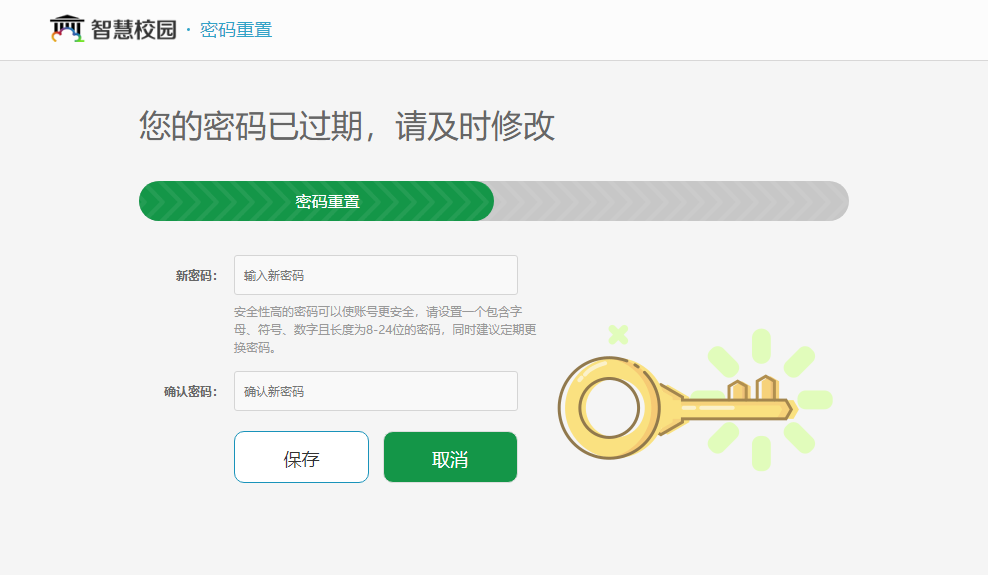 智慧校园 · 密码重置
您的密码已过期，请及时修改
密码重置
新密码：
输入新密码
安全性高的密码可以使账号更安全，请设置一个包含字
母、符号、数字且长度为8-24位的密码，同时建议定期更
换密码。
确认密码：
确认新密码
保存
取消